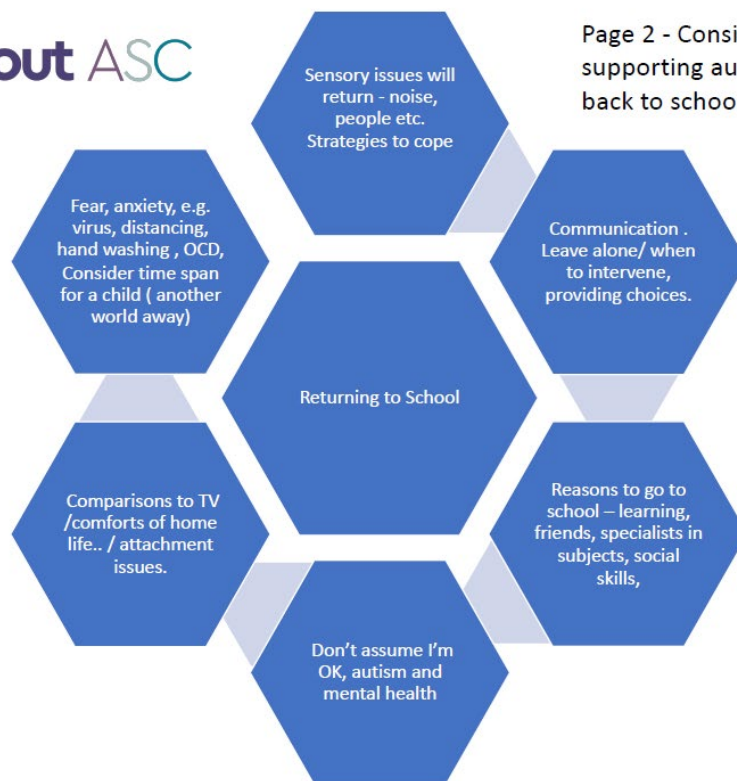 out ASC
Page 2 - Consi
supporting au
back to schoo
Sensory issues will
return - noise,
people etc.
Strategies to cope
Communication .
Leave alone/ when
to intervene,
providing choices.
Reasons to go to
school – learning,
friends, specialists in
subjects, social
skills,
Don’t assume I’m
OK, autism and
mental health
Comparisons to TV
/comforts of home
life.. / attachment
issues.
Fear, anxiety, e.g.
virus, distancing,
hand washing , OCD,
Consider time span
for a child ( another
world away)
Returning to School